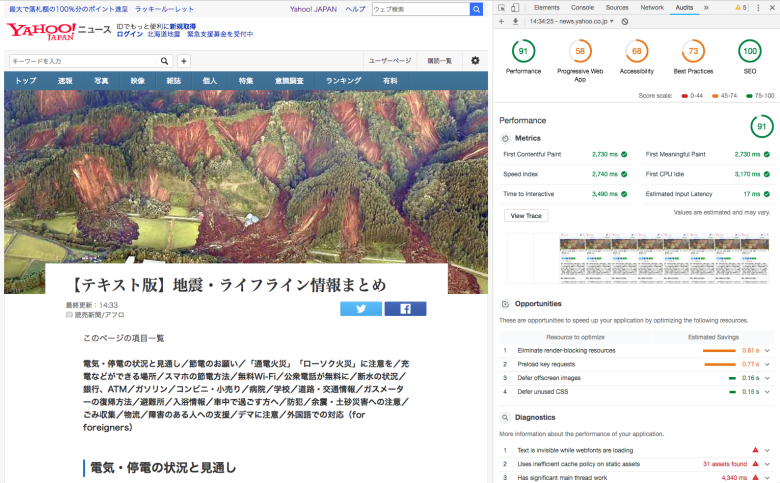 最大で落札額の100%分のポイント進呈 ラッキールーレット
Yahoo! JAPAN ヘルプ
ウェブ検索
YAHOO! JAPAN ニュース
IDでもっと便利に新規取得
ログイン 北海道地震 緊急支援募金を受付中
キーワードを入力
ユーザーページ 購読一覧
トップ 速報 写真 映像 雑誌 個人 特集 意識調査 ランキング 有料
【テキスト版】地震・ライフライン情報まとめ
最終更新：14:33
読売新聞/アフロ
このページの項目一覧
電気・停電の状況と見通し／節電のお願い／「通電火災」「ローソク火災」に注意を／充
電などができる場所／スマホの節電方法／無料Wi-Fi／公衆電話が無料に／断水の状況／
銀行、ATM／ガソリン／コンビニ・小売り／病院／学校／道路・交通情報／ガスメータ
ーの復帰方法／避難所／入浴情報／車中で過ごす方へ／防犯／余震・土砂災害への注意／
ごみ収集／物流／障害のある人への支援／デマに注意／外国語での対応（for
foreigners）
電気・停電の状況と見通し
Elements Console Sources Network Audits » 5
14:34:25 - news.yahoo.co.jp
91 58 68 73 100
Performance Progressive Web App Accessibility Best Practices SEO
Score scale: 0-44 45-74 75-100
Performance
91
Metrics
First Contentful Paint 2,730 ms First Meaningful Paint 2,730 ms
Speed Index 2,740 ms First CPU Idle 3,170 ms
Time to Interactive 3,490 ms Estimated Input Latency 17 ms
View Trace Values are estimated and may vary.
Opportunities
These are opportunities to speed up your application by optimizing the following resources.
Resource to optimize Estimated Savings
1 Eliminate render-blocking resources 0.81 s
2 Preload key requests 0.77 s
3 Defer offscreen images 0.16 s
4 Defer unused CSS 0.15 s
Diagnostics
More information about the performance of your application.
1 Text is invisible while webfonts are loading
2 Uses inefficient cache policy on static assets 31 assets found
3 Has significant main thread work 4,340 ms